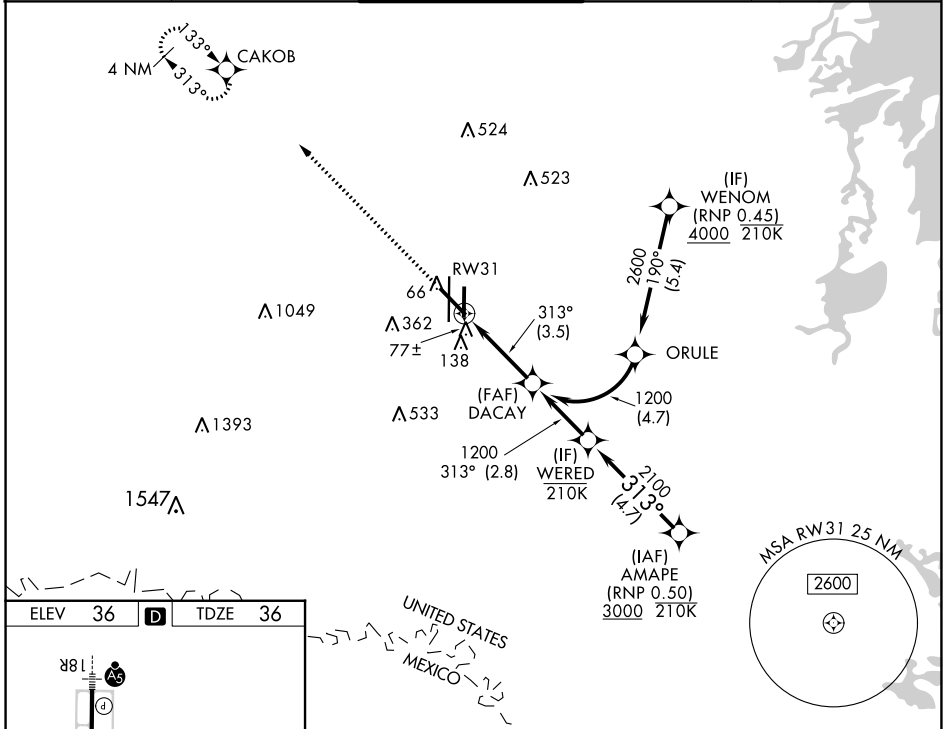 133°
CAKOB
4 NM
313°
524
523
(IF)
WENOM
(RNP 0.45)
4000 210K
2600
190°
(5.4)
RW31
66
1049
362
77±
138
313°
(3.5)
ORULE
(FAF)
DACAY
1200
(4.7)
533
1393
1200
313° (2.8)
(IF)
WERED
210K
2100
313°
(4.7)
1547
(IAF)
AMAPE
(RNP 0.50)
3000 210K
MSA RW31 25 NM
2600
UNITED STATES
MEXICO
ELEV 36 D TDZE 36
18R
A5
P